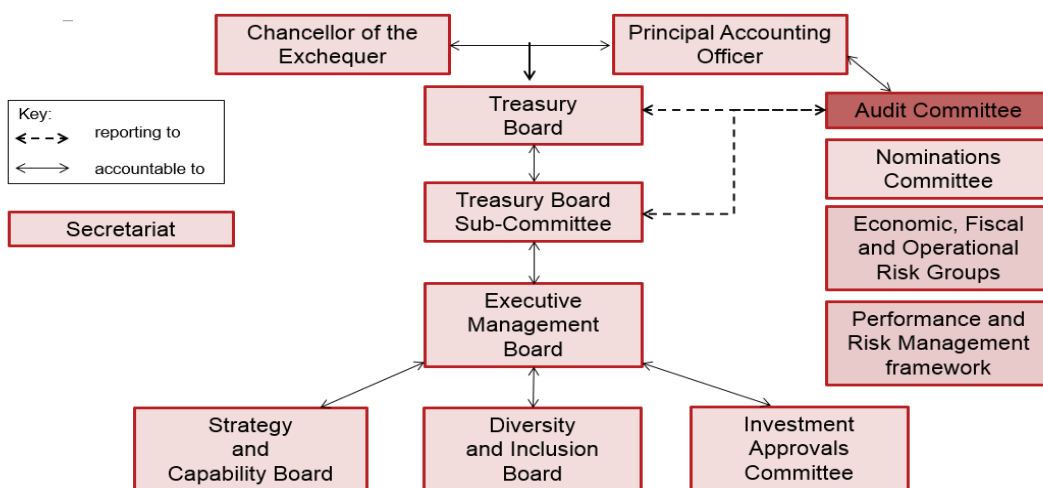 Chancellor of the
Exchequer
Principal Accounting
Officer
Key:
reporting to
accountable to
Treasury
Board
Audit Committee
Nominations
Committee
Treasury Board
Sub-Committee
Secretariat
Economic, Fiscal
and Operational
Risk Groups
Executive
Management
Board
Performance and
Risk Management
framework
Strategy
and
Capability Board
Diversity
and Inclusion
Board
Investment
Approvals
Committee